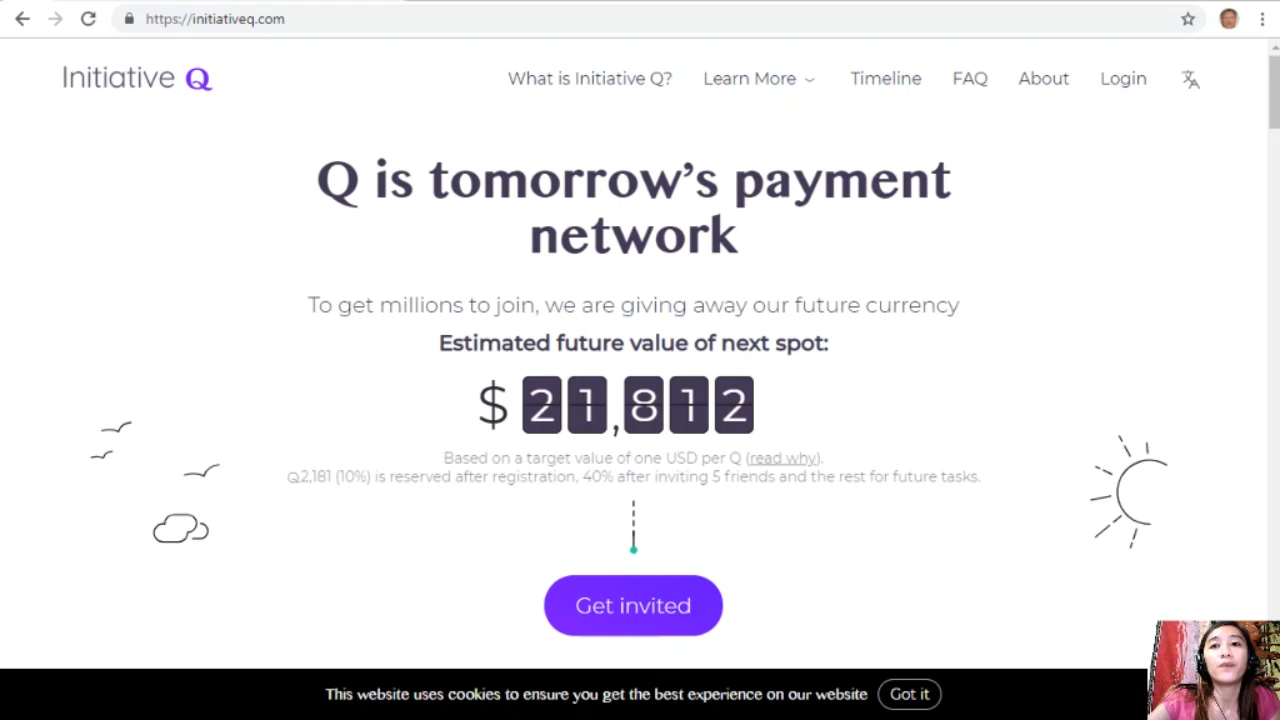 https://initiativeq.com
Initiative Q
What is Initiative Q? Learn More Timeline FAQ About Login
Q is tomorrow’s payment
network
To get millions to join, we are giving away our future currency
Estimated future value of next spot:
$ 21,812
Based on a target value of one USD per Q (read why).
Q2,181 (10%) is reserved after registration, 40% after inviting 5 friends and the rest for future tasks.
Get invited
This website uses cookies to ensure you get the best experience on our website Got it